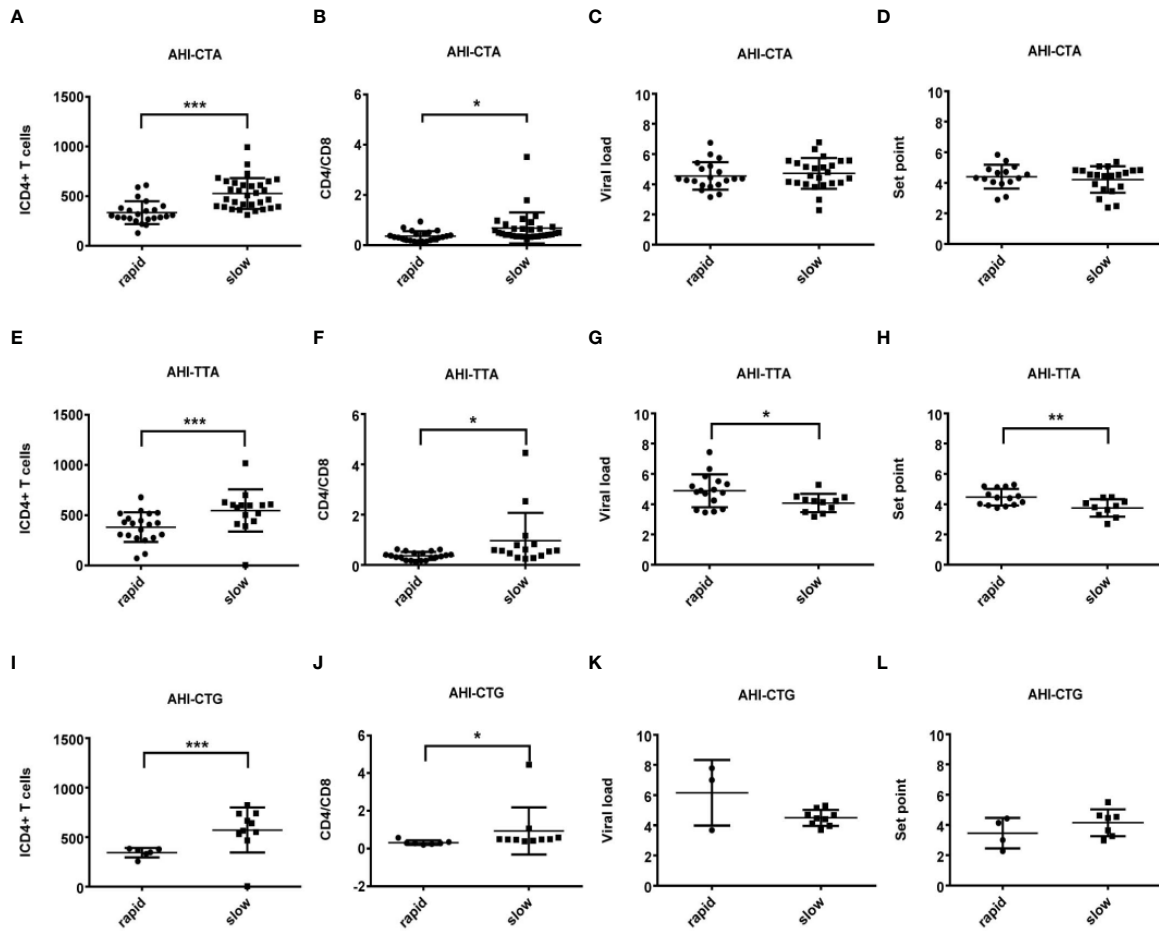 A B C D
AHI-CTA AHI-CTA AHI-CTA AHI-CTA
ICD4+ T cells
1500
1000
500
0
***
rapid slow
CD4/CD8
6
4
2
0
*
rapid slow
Viral load
10
8
6
4
2
0
rapid slow
Set point
10
8
6
4
2
0
rapid slow
E F G H
AHI-TTA AHI-TTA AHI-TTA AHI-TTA
ICD4+ T cells
1500
1000
500
0
***
rapid slow
CD4/CD8
6
4
2
0
*
rapid slow
Viral load
10
8
6
4
2
0
*
rapid slow
Set point
10
8
6
4
2
0
**
rapid slow
I J K L
AHI-CTG AHI-CTG AHI-CTG AHI-CTG
ICD4+ T cells
1500
1000
500
0
***
rapid slow
CD4/CD8
6
4
2
0
-2
*
rapid slow
Viral load
10
8
6
4
2
0
rapid slow
Set point
10
8
6
4
2
0
rapid slow